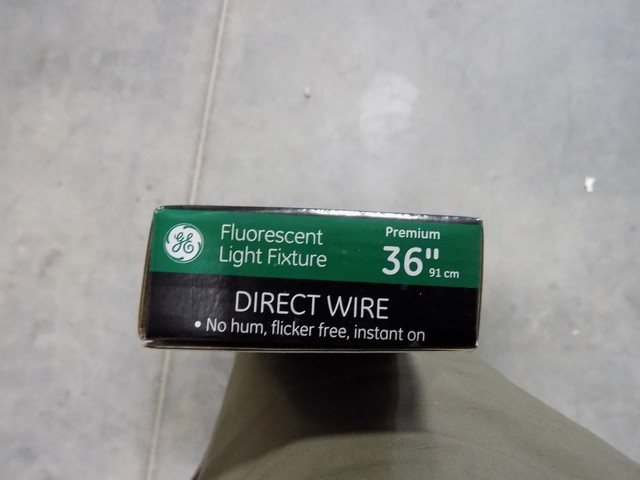 GE
Fluorescent
Light Fixture
Premium
36"
91 cm
DIRECT WIRE
• No hum, flicker free, instant on